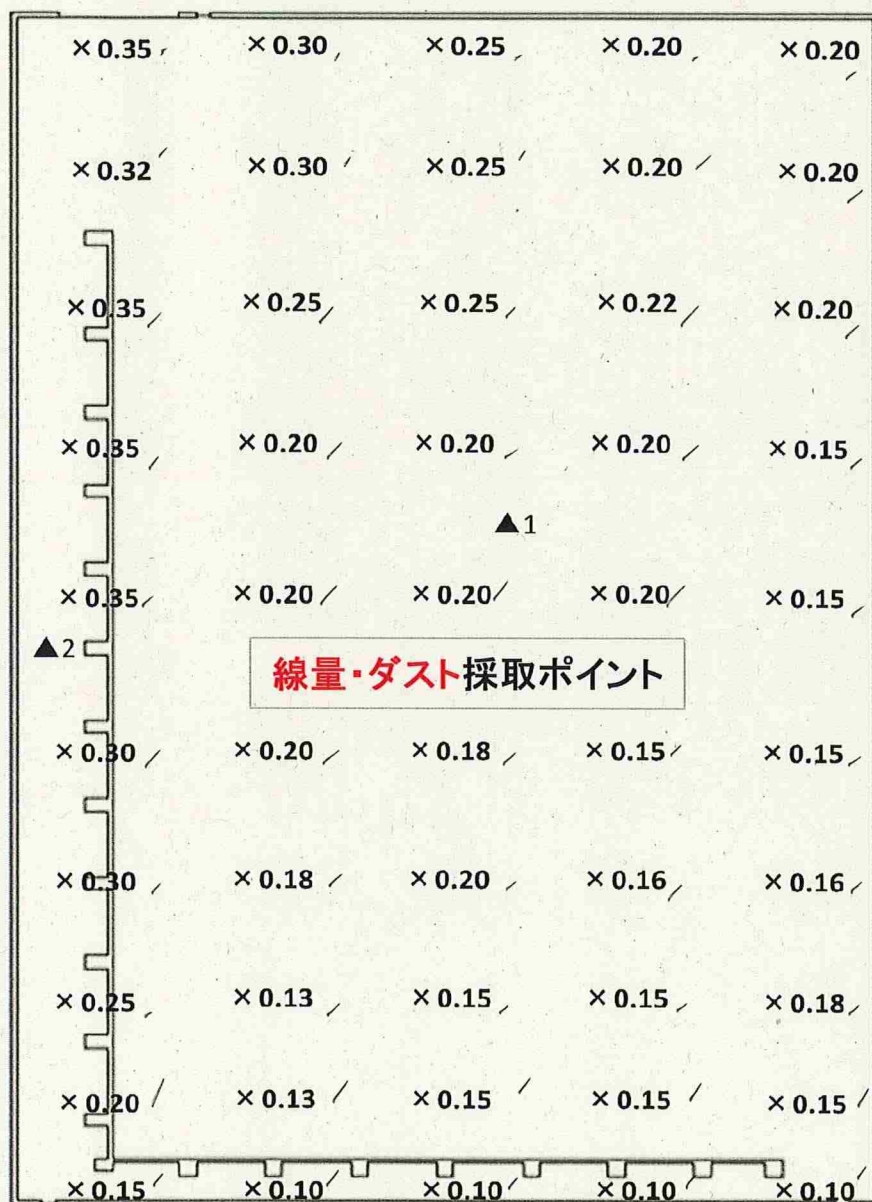 × 0.35 × 0.30 × 0.25 × 0.20 × 0.20
× 0.32 × 0.30 × 0.25 × 0.20 × 0.20
× 0.35 × 0.25 × 0.25 × 0.22 × 0.20
× 0.35 × 0.20 × 0.20 × 0.20 × 0.15
▲ 1
× 0.35 × 0.20 × 0.20 × 0.20 × 0.15
▲ 2
線量・ダスト採取ポイント
× 0.30 × 0.20 × 0.18 × 0.15 × 0.15
× 0.30 × 0.18 × 0.20 × 0.16 × 0.16
× 0.25 × 0.13 × 0.15 × 0.15 × 0.18
× 0.20 × 0.13 × 0.15 × 0.15 × 0.15
× 0.15 × 0.10 × 0.10 × 0.10 × 0.10